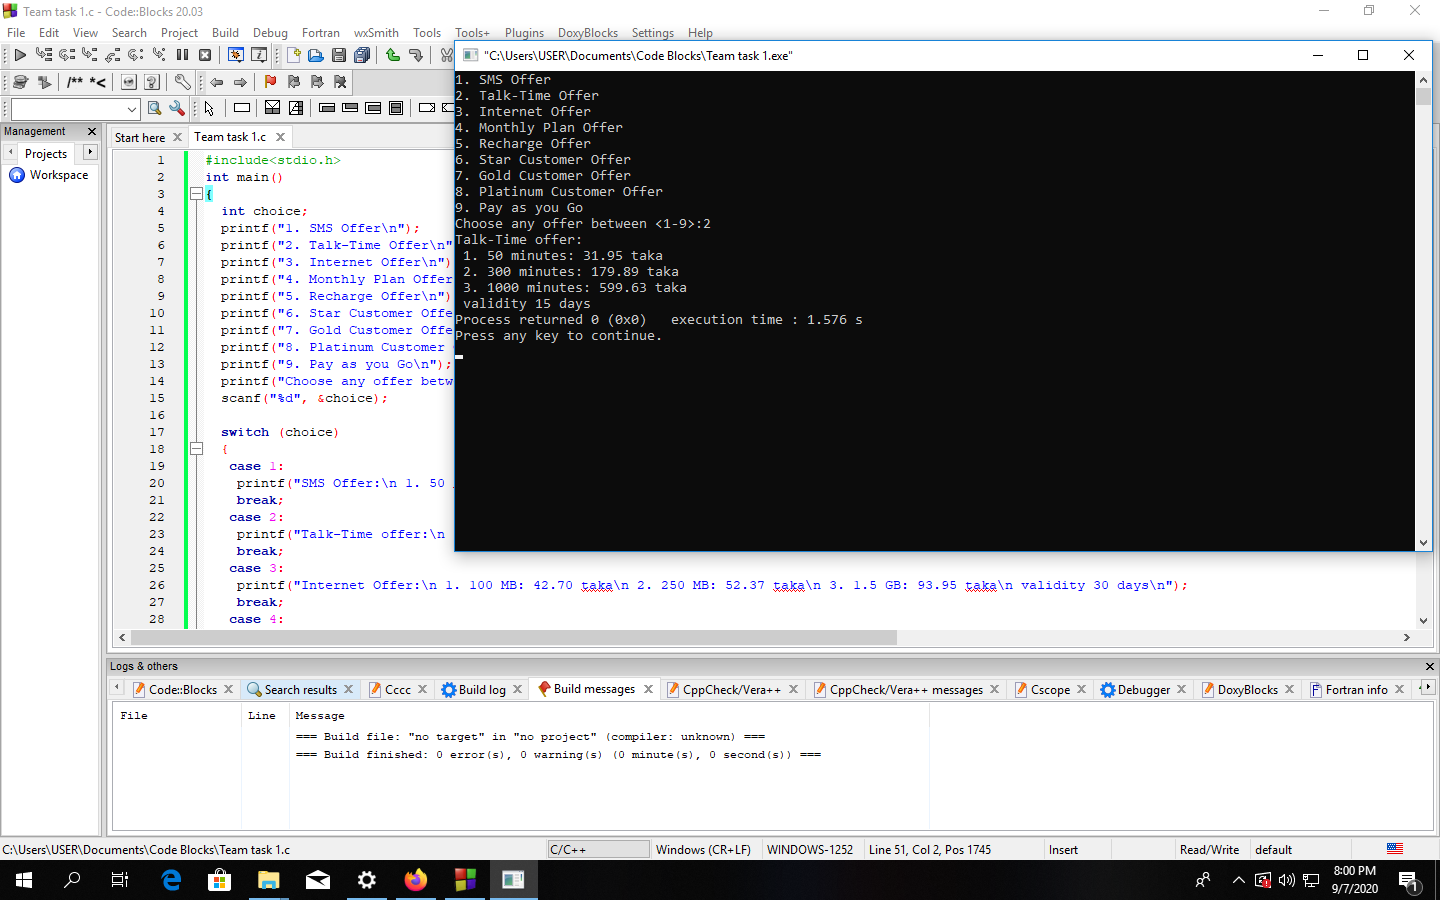 Team task 1.c - Code::Blocks 20.03
File Edit View Search Project Build Debug Fortran wxSmith Tools Tools+ Plugins DoxyBlocks Settings Help
"C:\Users\USER\Documents\Code Blocks\Team task 1.exe"
1. SMS Offer
2. Talk-Time Offer
3. Internet Offer
4. Monthly Plan Offer
5. Recharge Offer
6. Star Customer Offer
7. Gold Customer Offer
8. Platinum Customer Offer
9. Pay as you Go
Choose any offer between <1-9>:2
Talk-Time offer:
1. 50 minutes: 31.95 taka
2. 300 minutes: 179.89 taka
3. 1000 minutes: 599.63 taka
validity 15 days
Process returned 0 (0x0)   execution time : 1.576 s
Press any key to continue.
/** *<
Management
Projects
Workspace
Start here
Team task 1.c
1 #include<stdio.h>
2 int main()
3 {
4 int choice;
5 printf("1. SMS Offer\n");
6 printf("2. Talk-Time Offer\n"
7 printf("3. Internet Offer\n")
8 printf("4. Monthly Plan Offer
9 printf("5. Recharge Offer\n")
10 printf("6. Star Customer Offe
11 printf("7. Gold Customer Offe
12 printf("8. Platinum Customer
13 printf("9. Pay as you Go\n");
14 printf("Choose any offer betw
15 scanf("%d", &choice);
16
17 switch (choice)
18 {
19 case 1:
20 printf("SMS Offer:\n 1. 50
21 break;
22 case 2:
23 printf("Talk-Time offer:\n
24 break;
25 case 3:
26 printf("Internet Offer:\n 1. 100 MB: 42.70 taka\n 2. 250 MB: 52.37 taka\n 3. 1.5 GB: 93.95 taka\n validity 30 days\n");
27 break;
28 case 4:
Logs & others
Code::Blocks Search results Cccc Build log Build messages CppCheck/Vera++ CppCheck/Vera++ messages Cscope Debugger DoxyBlocks Fortran info
File Line Message
=== Build file: "no target" in "no project" (compiler: unknown) ===
=== Build finished: 0 error(s), 0 warning(s) (0 minute(s), 0 second(s)) ===
C:\Users\USER\Documents\Code Blocks\Team task 1.c C/C++ Windows (CR+LF) WINDOWS-1252 Line 51, Col 2, Pos 1745 Insert Read/Write default
8:00 PM
9/7/2020
1